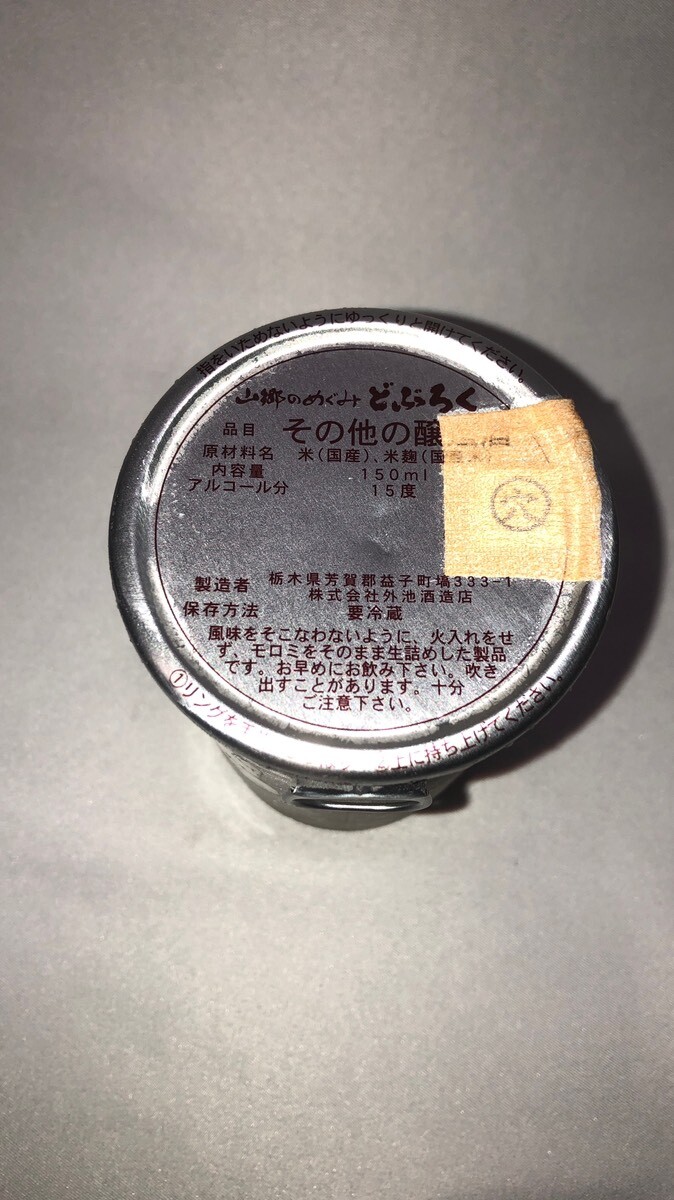 指をいためないようにゆっくりと開けてください。
山郷のめぐみ どぶろく
品目 その他の醸
原材料名 米(国産)、米麹(国
内容量 150ml
アルコール分 15度
穴
製造者 栃木県芳賀郡益子町塙333-1
株式会社外池酒造店
保存方法 要冷蔵
風味をそこなわないように、火入れをせ
ず、モロミをそのまま生詰めした製品
です。お早めにお飲み下さい。吹き
出すことがあります。十分
ご注意下さい。
①リングを 上に持ち上げてください。